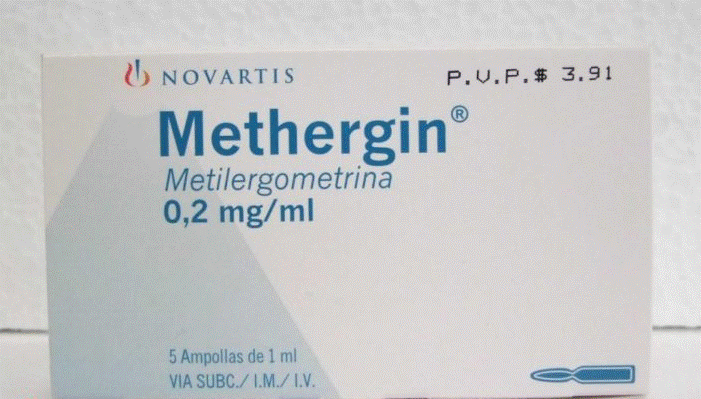 NOVARTIS
P.V.P.$ 3.91
Methergin®
Metilergometrina
0,2 mg/ml
5 Ampollas de 1 ml
VIA SUBC./ I.M./ I.V.